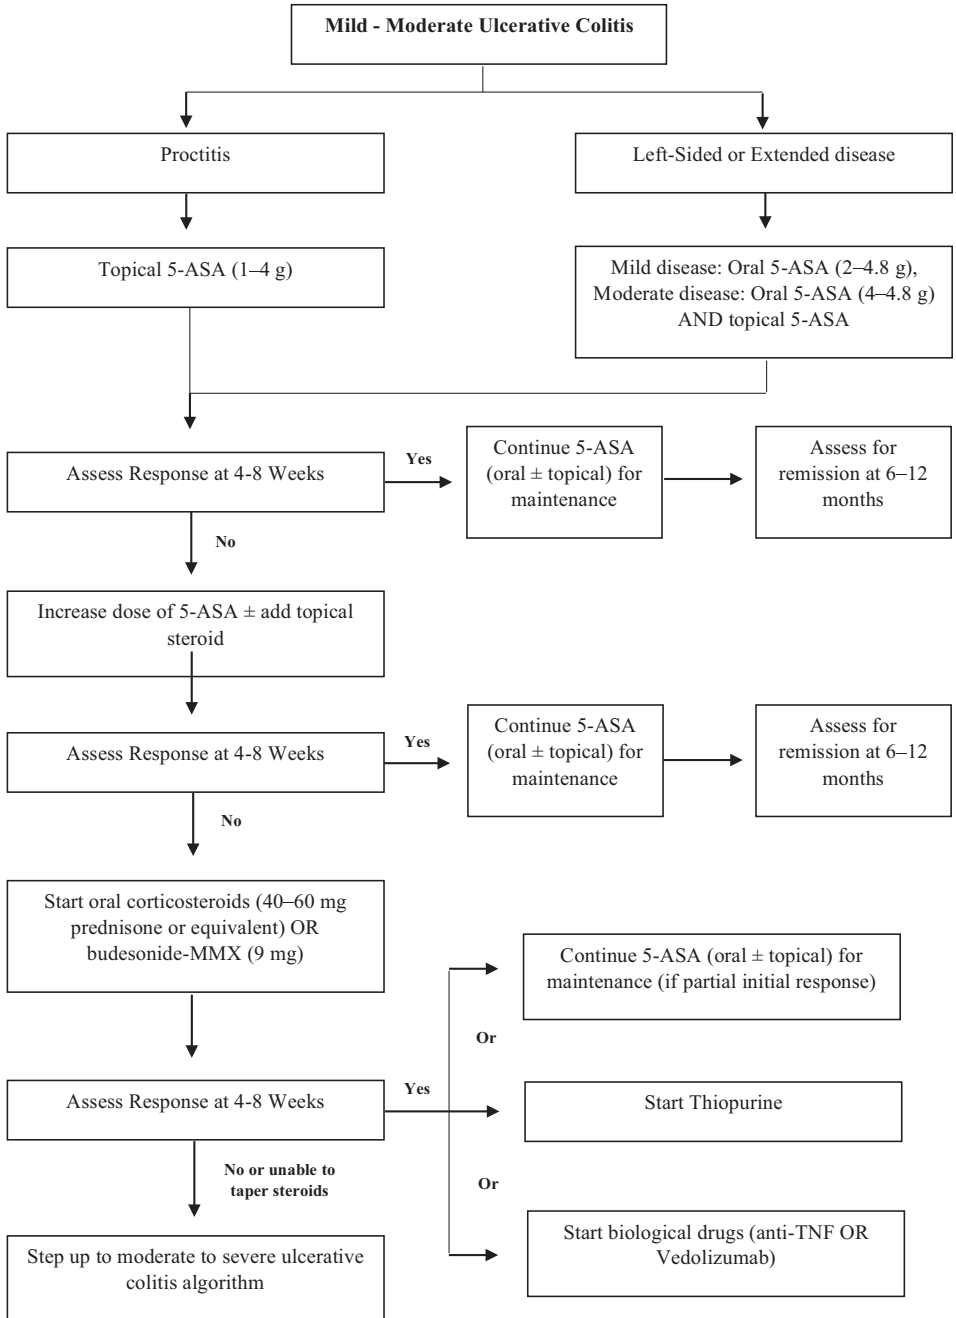 Mild - Moderate Ulcerative Colitis
Proctitis
Left-Sided or Extended disease
Topical 5-ASA (1–4 g)
Mild disease: Oral 5-ASA (2–4.8 g),
Moderate disease: Oral 5-ASA (4–4.8 g)
AND topical 5-ASA
Assess Response at 4-8 Weeks
Yes
Continue 5-ASA
(oral ± topical) for
maintenance
Assess for
remission at 6–12
months
No
Increase dose of 5-ASA ± add topical
steroid
Assess Response at 4-8 Weeks
Yes
Continue 5-ASA
(oral ± topical) for
maintenance
Assess for
remission at 6–12
months
No
Start oral corticosteroids (40–60 mg
prednisone or equivalent) OR
budesonide-MMX (9 mg)
Continue 5-ASA (oral ± topical) for
maintenance (if partial initial response)
Or
Assess Response at 4-8 Weeks
Yes
Start Thiopurine
No or unable to
taper steroids
Or
Start biological drugs (anti-TNF OR
Vedolizumab)
Step up to moderate to severe ulcerative
colitis algorithm